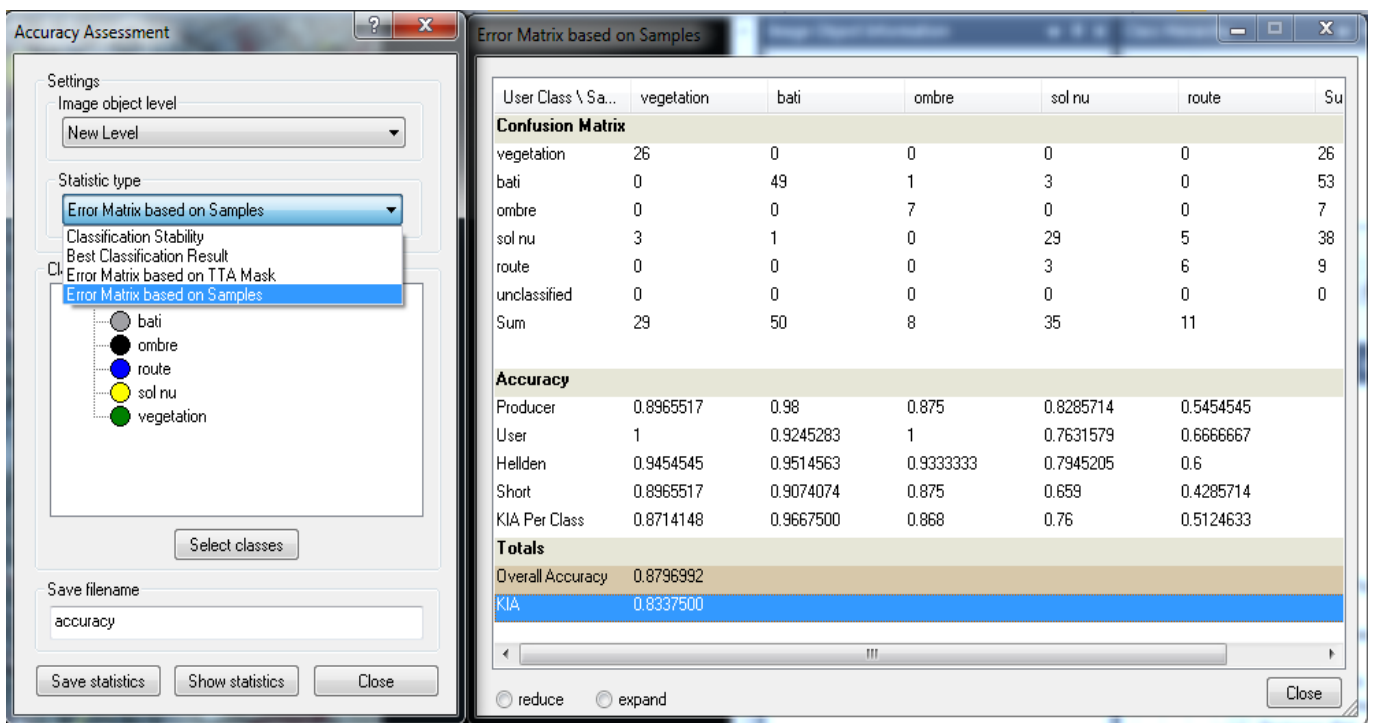 Accuracy Assessment
Settings
Image object level
New Level
Statistic type
Error Matrix based on Samples
Classification Stability
Best Classification Result
Error Matrix based on TTA Mask
Error Matrix based on Samples
bati
ombre
route
sol nu
vegetation
Select classes
Save filename
accuracy
Save statistics Show statistics Close
Error Matrix based on Samples
User Class \ Sa... vegetation bati ombre sol nu route Su
Confusion Matrix
vegetation 26 0 0 0 0 26
bati 0 49 1 3 0 53
ombre 0 0 7 0 0 7
sol nu 3 1 0 29 5 38
route 0 0 0 3 6 9
unclassified 0 0 0 0 0 0
Sum 29 50 8 35 11
Accuracy
Producer 0.8965517 0.98 0.875 0.8285714 0.5454545
User 1 0.9245283 1 0.7631579 0.6666667
Hellden 0.9454545 0.9514563 0.9333333 0.7945205 0.6
Short 0.8965517 0.9074074 0.875 0.659 0.4285714
KIA Per Class 0.8714148 0.9667500 0.868 0.76 0.5124633
Totals
Overall Accuracy 0.8796992
KIA 0.8337500
reduce expand Close